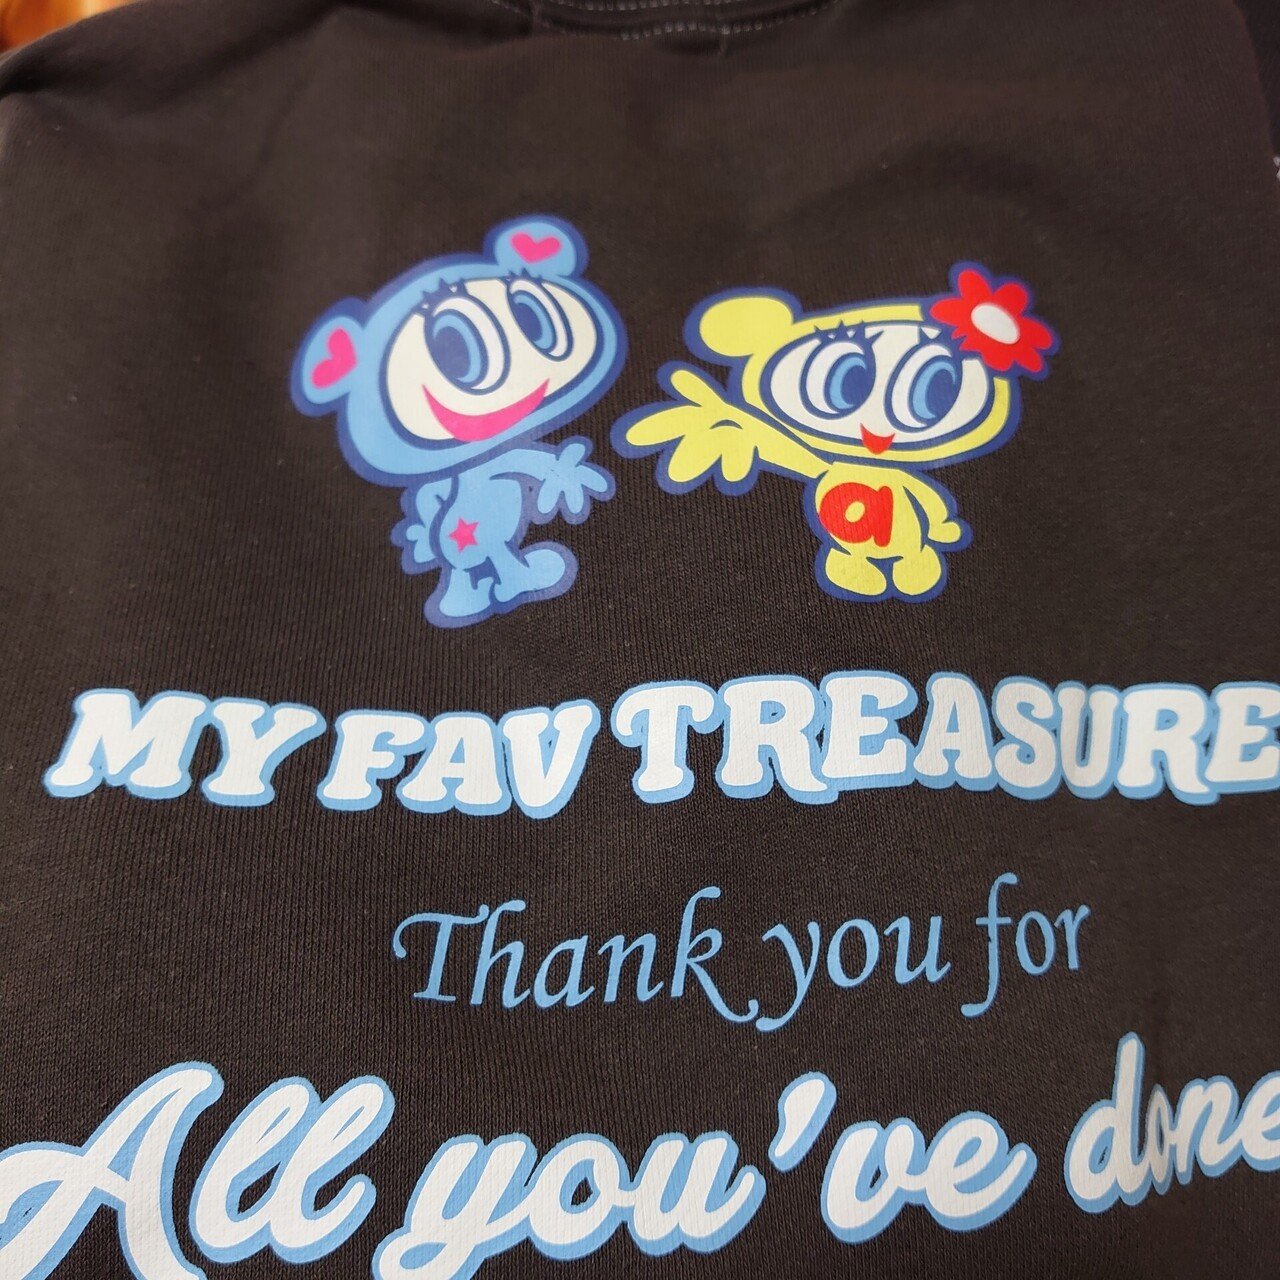 a
MY FAV TREASURE
Thank you for
All you've done